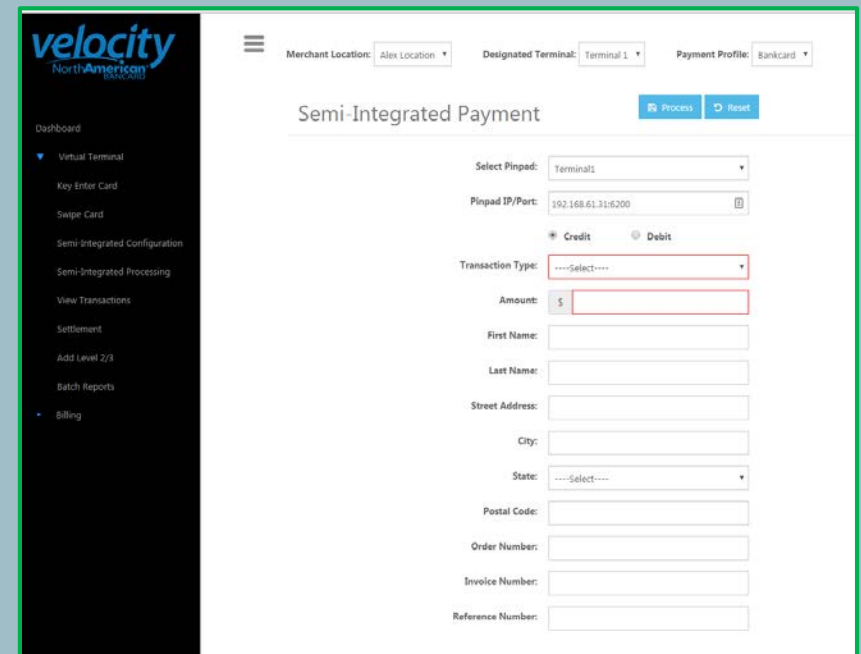 velocity
NorthAmerican
BANCARD
Merchant Location: Alex Location
Designated Terminal: Terminal 1
Payment Profile: Bankcard
Semi-Integrated Payment
Process
Reset
Dashboard
Virtual Terminal
Key Enter Card
Swipe Card
Semi-Integrated Configuration
Semi-Integrated Processing
View Transactions
Settlement
Add Level 2/3
Batch Reports
Billing
Select Pinpad: Terminal1
Pinpad IP/Port: 192.168.61.31:6200
Credit Debit
Transaction Type: ----Select----
Amount: $
First Name:
Last Name:
Street Address:
City:
State: ----Select----
Postal Code:
Order Number:
Invoice Number:
Reference Number: